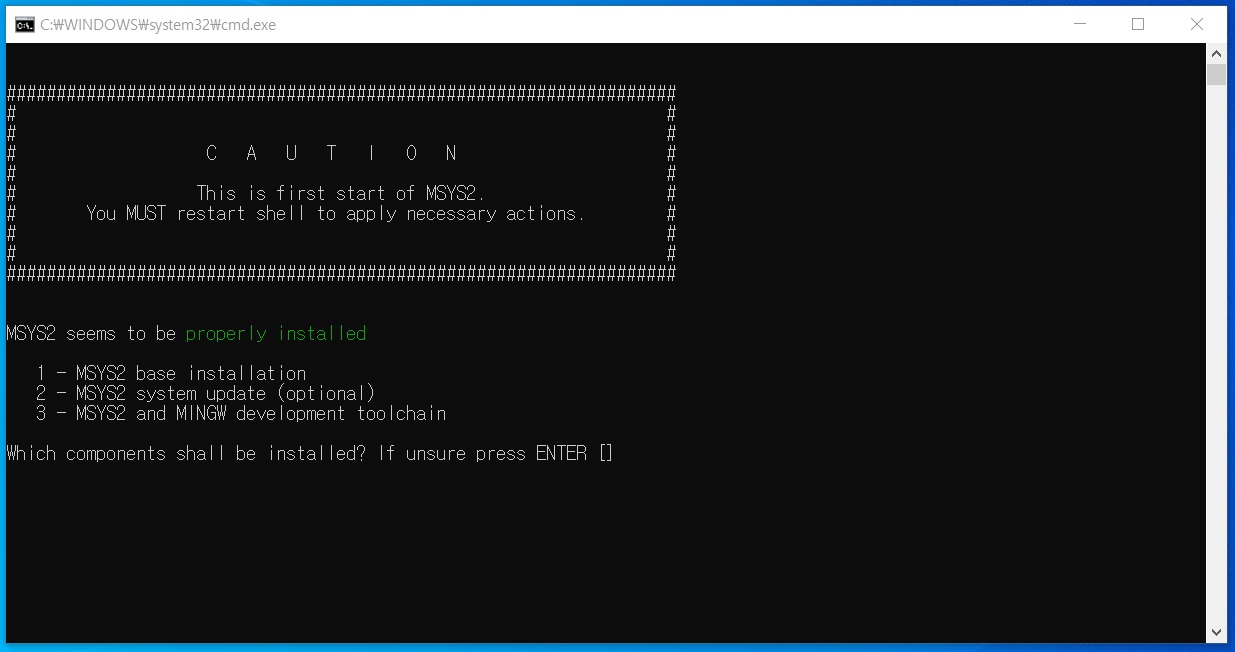 C:₩WINDOWS₩system32₩cmd.exe
###################################################################
#                                                                 #
#                                                                 #
#                   C   A   U   T   I   O   N                     #
#                                                                 #
#                  This is first start of MSYS2.                  #
#       You MUST restart shell to apply necessary actions.        #
#                                                                 #
#                                                                 #
###################################################################
MSYS2 seems to be properly installed
1 - MSYS2 base installation
2 - MSYS2 system update (optional)
3 - MSYS2 and MINGW development toolchain
Which components shall be installed? If unsure press ENTER []